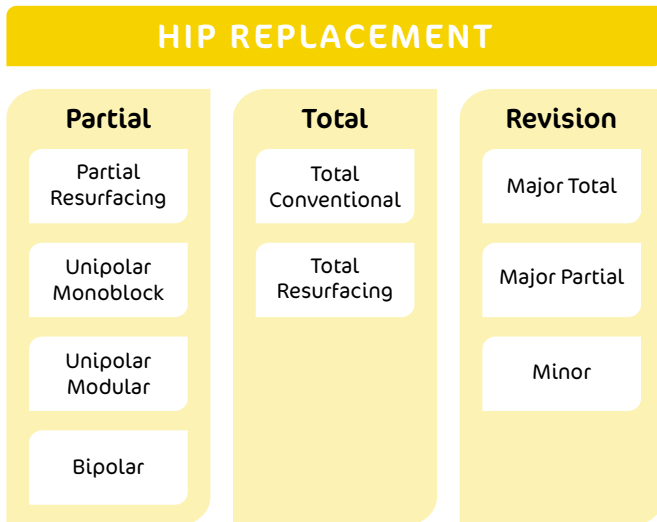 HIP REPLACEMENT
Partial
Partial
Resurfacing
Unipolar
Monoblock
Unipolar
Modular
Bipolar
Total
Total
Conventional
Total
Resurfacing
Revision
Major Total
Major Partial
Minor